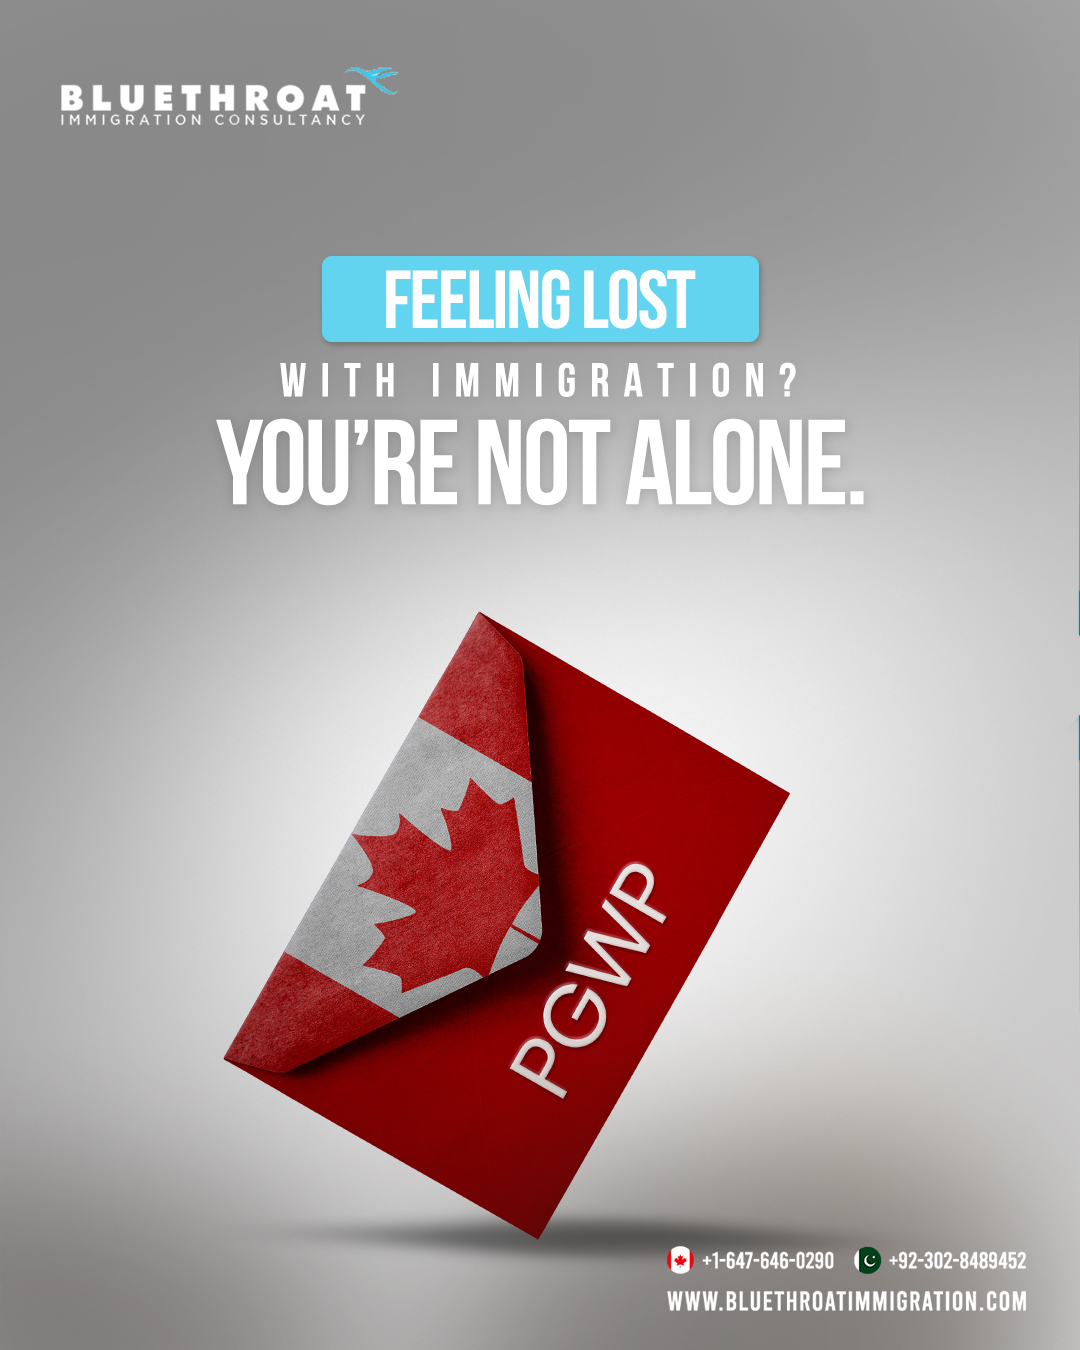 BLUETHROAT
IMMIGRATION CONSULTANCY
FEELING LOST
WITH IMMIGRATION?
YOU’RE NOT ALONE.
PGWP
+1-647-646-0290 +92-302-8489452
WWW.BLUETHROATIMMIGRATION.COM